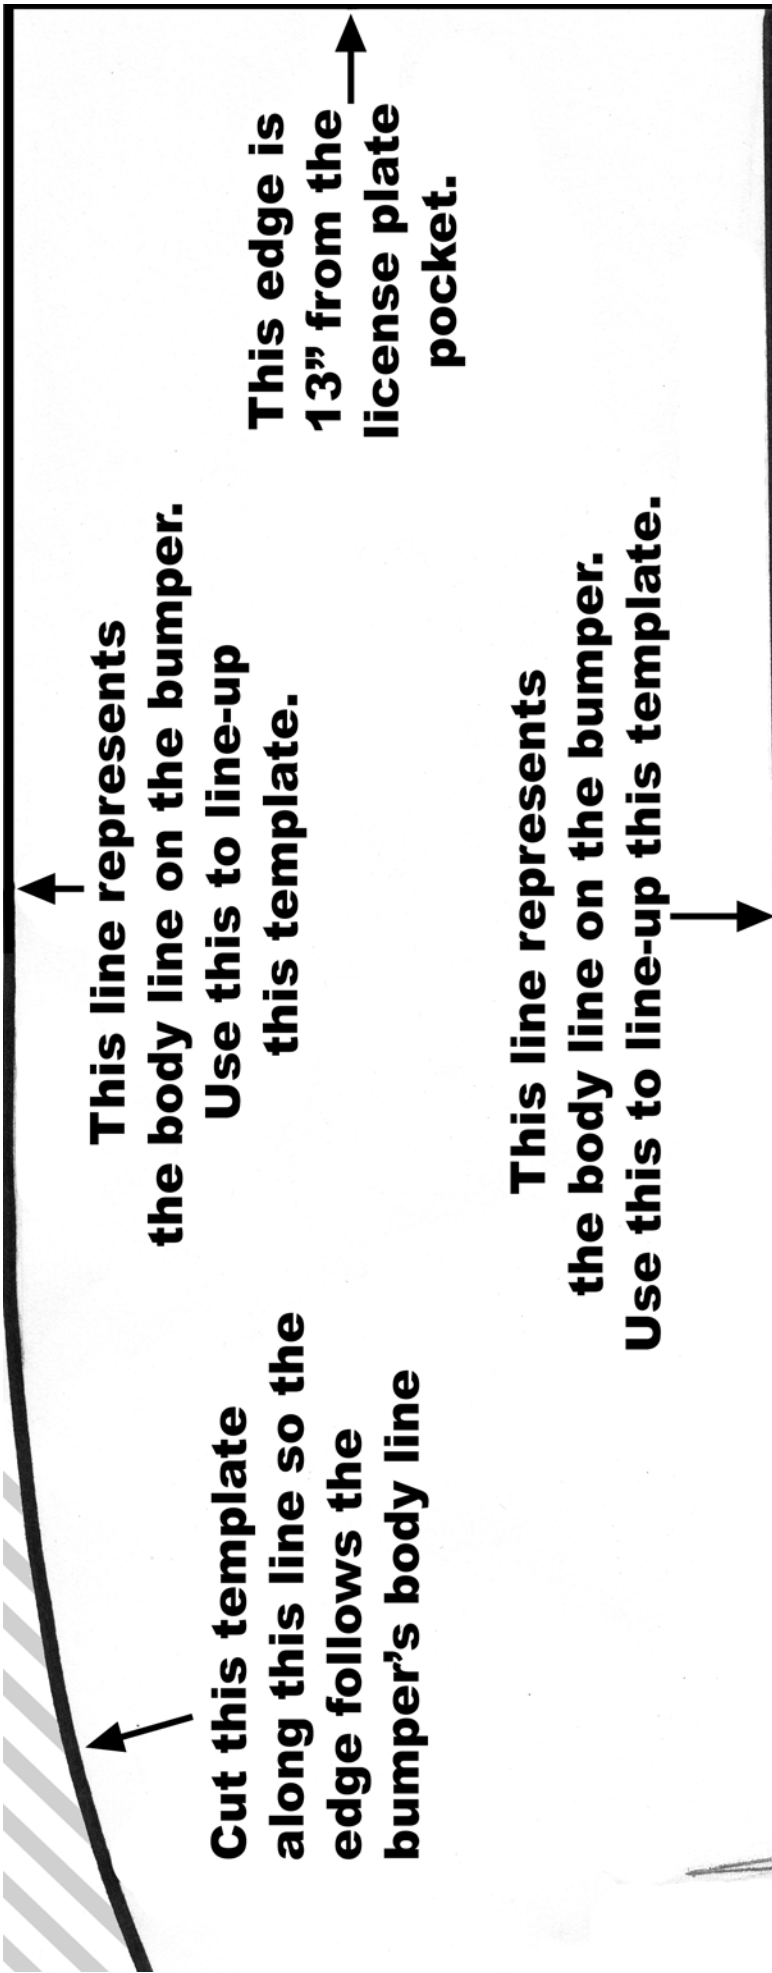 This edge is
13” from the
license plate
pocket.
This line represents
the body line on the bumper.
Use this to line-up
this template.
This line represents
the body line on the bumper.
Use this to line-up this template.
Cut this template
along this line so the
edge follows the
bumper’s body line